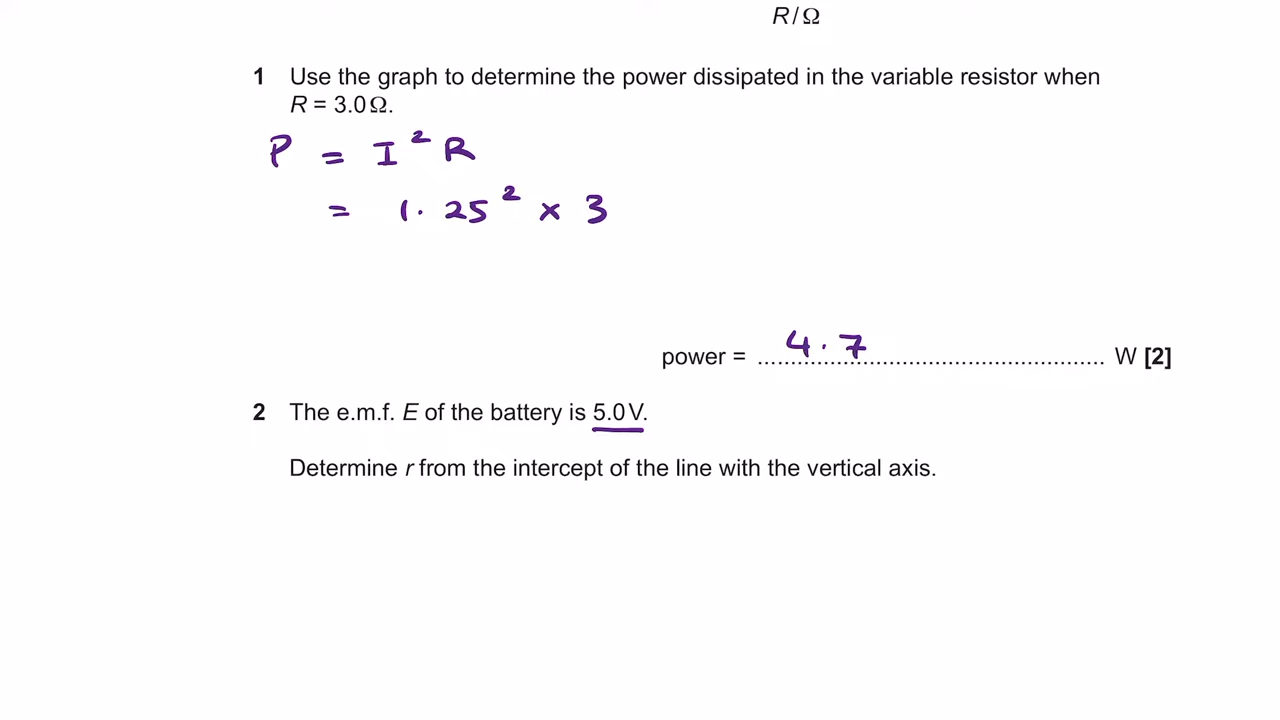 R/Ω
1 Use the graph to determine the power dissipated in the variable resistor when
R = 3.0 Ω.
P = I² R
= 1.25² × 3
power = 4.7 W [2]
2 The e.m.f. E of the battery is 5.0 V.
Determine r from the intercept of the line with the vertical axis.